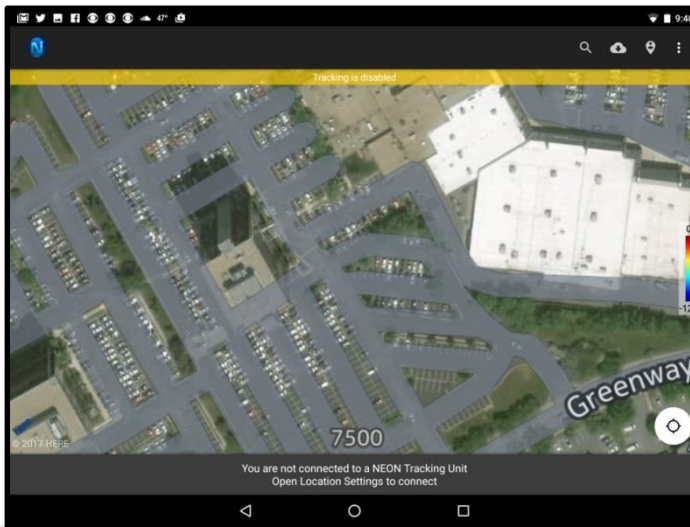 47°
9:40
Tracking is disabled
Greenway
7500
© 2017 HERE
You are not connected to a NEON Tracking Unit
Open Location Settings to connect